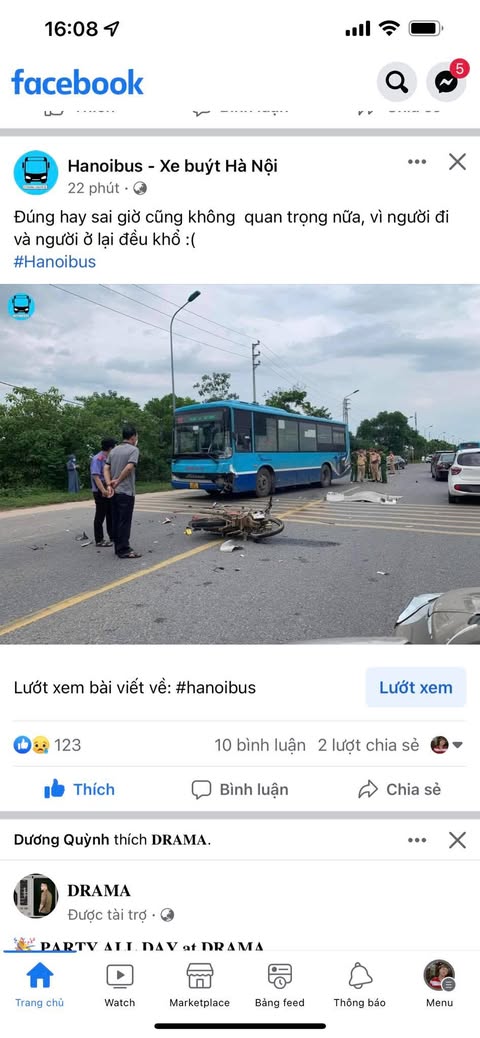 16:08
facebook
5
Hanoibus - Xe buýt Hà Nội
22 phút ·
Đúng hay sai giờ cũng không quan trọng nữa, vì người đi
và người ở lại đều khổ :(
#Hanoibus
Lướt xem bài viết về: #hanoibus
Lướt xem
123
10 bình luận 2 lượt chia sẻ
Thích
Bình luận
Chia sẻ
Dương Quỳnh thích DRAMA.
DRAMA
Được tài trợ ·
PARTY ALL DAY at DRAMA
Trang chủ
Watch
Marketplace
Bảng feed
Thông báo
Menu